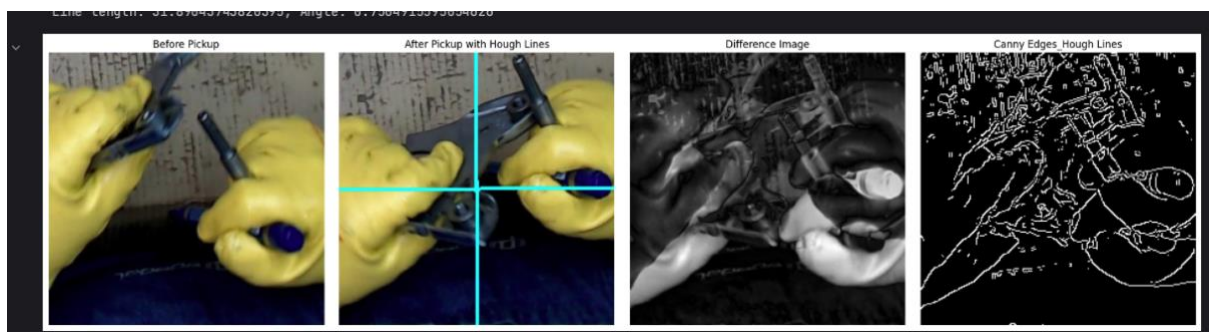 Before Pickup
After Pickup with Hough Lines
Difference Image
Canny Edges_Hough Lines